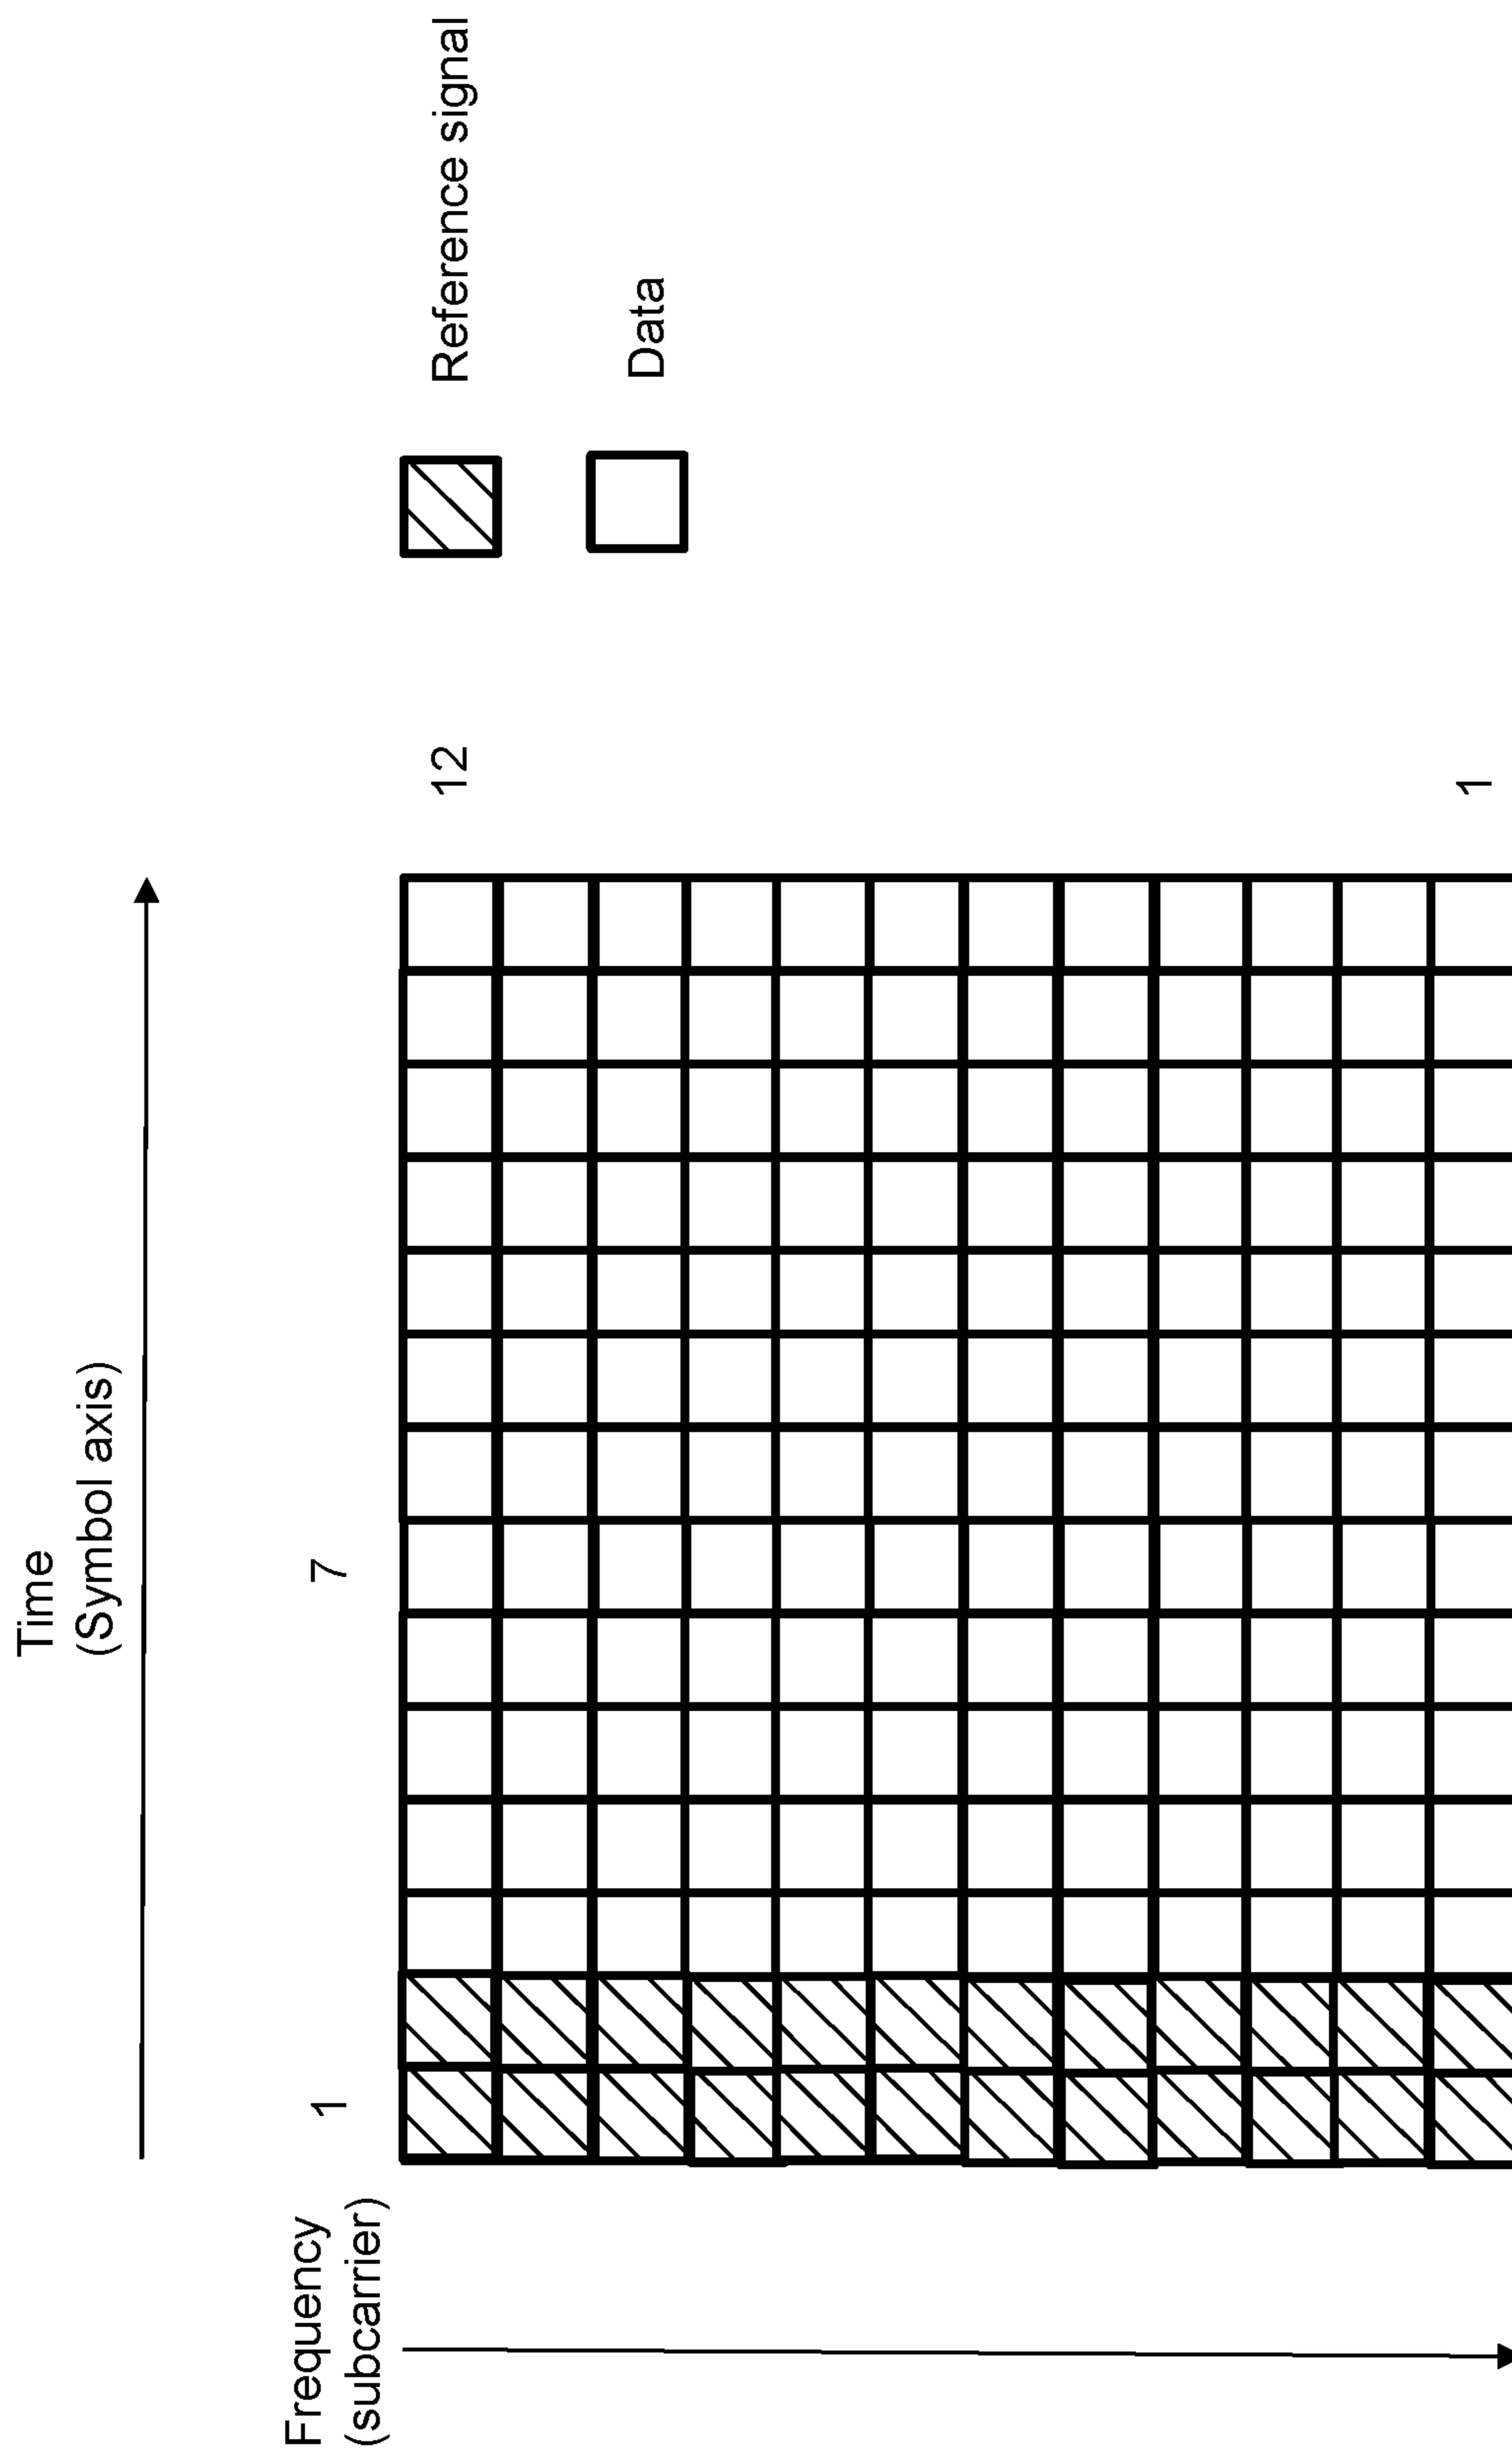 Time
(Symbol axis)
Frequency
(subcarrier)
1
7
12
1
Reference signal
Data